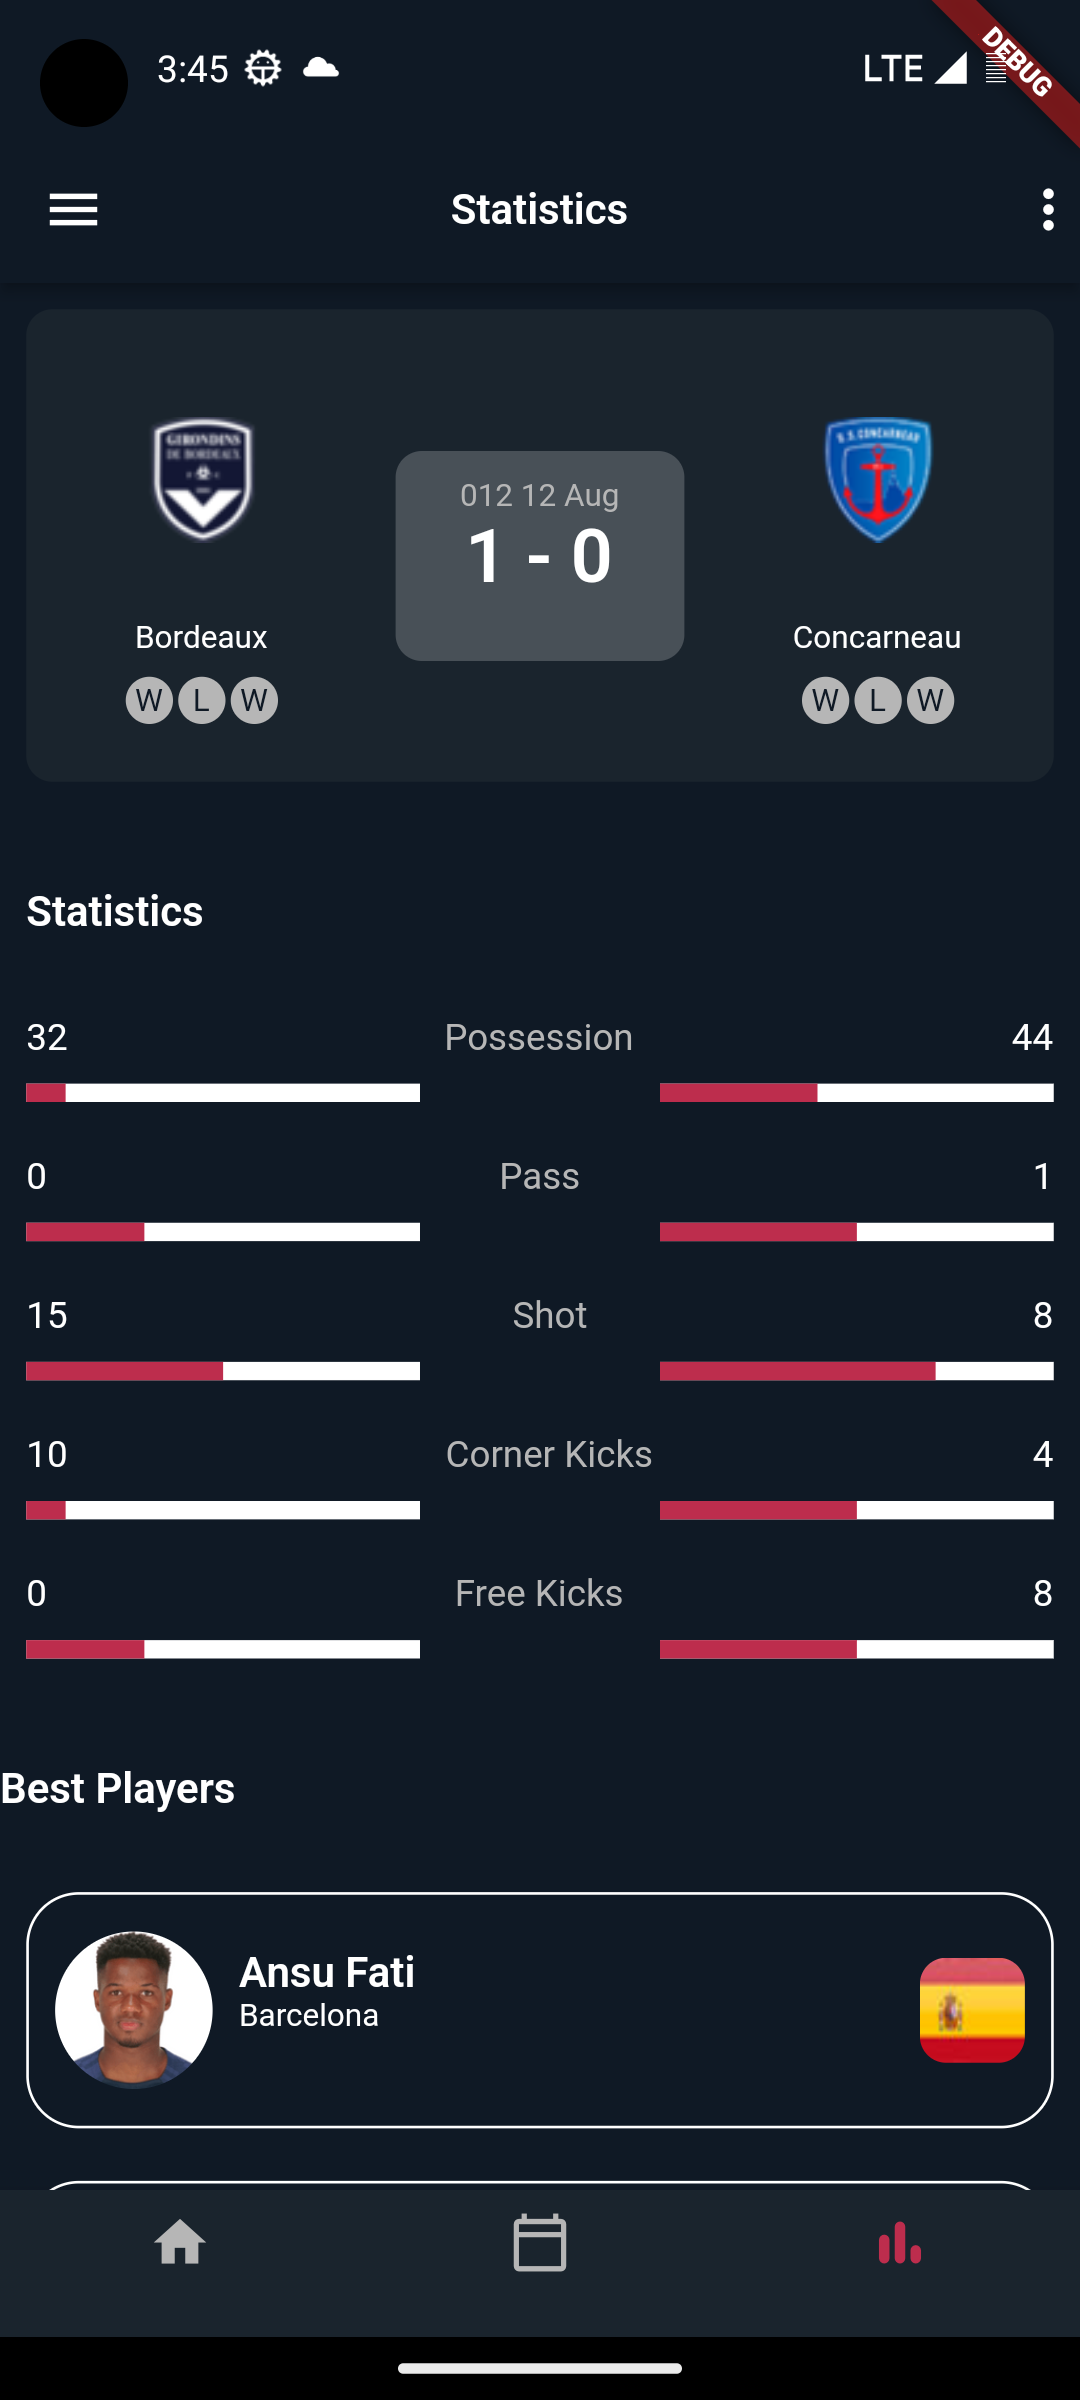 3:45
LTE
DEBUG
Statistics
GIRONDINS
DE BORDEAUX
U.S. CONCARNEAU
012 12 Aug
1 - 0
Bordeaux
Concarneau
W L W
W L W
Statistics
32 Possession 44
0 Pass 1
15 Shot 8
10 Corner Kicks 4
0 Free Kicks 8
Best Players
Ansu Fati
Barcelona